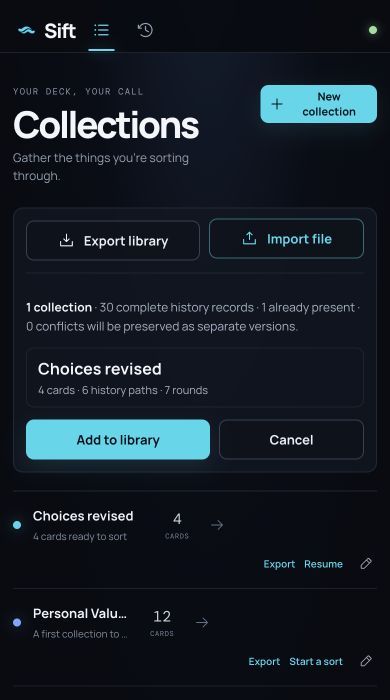 Sift
YOUR DECK, YOUR CALL
Collections
Gather the things you're sorting
through.
New
collection
Export library
Import file
1 collection · 30 complete history records · 1 already present ·
0 conflicts will be preserved as separate versions.
Choices revised
4 cards · 6 history paths · 7 rounds
Add to library
Cancel
Choices revised
4 cards ready to sort
4
CARDS
Export
Resume
Personal Valu...
A first collection to ...
12
CARDS
Export
Start a sort